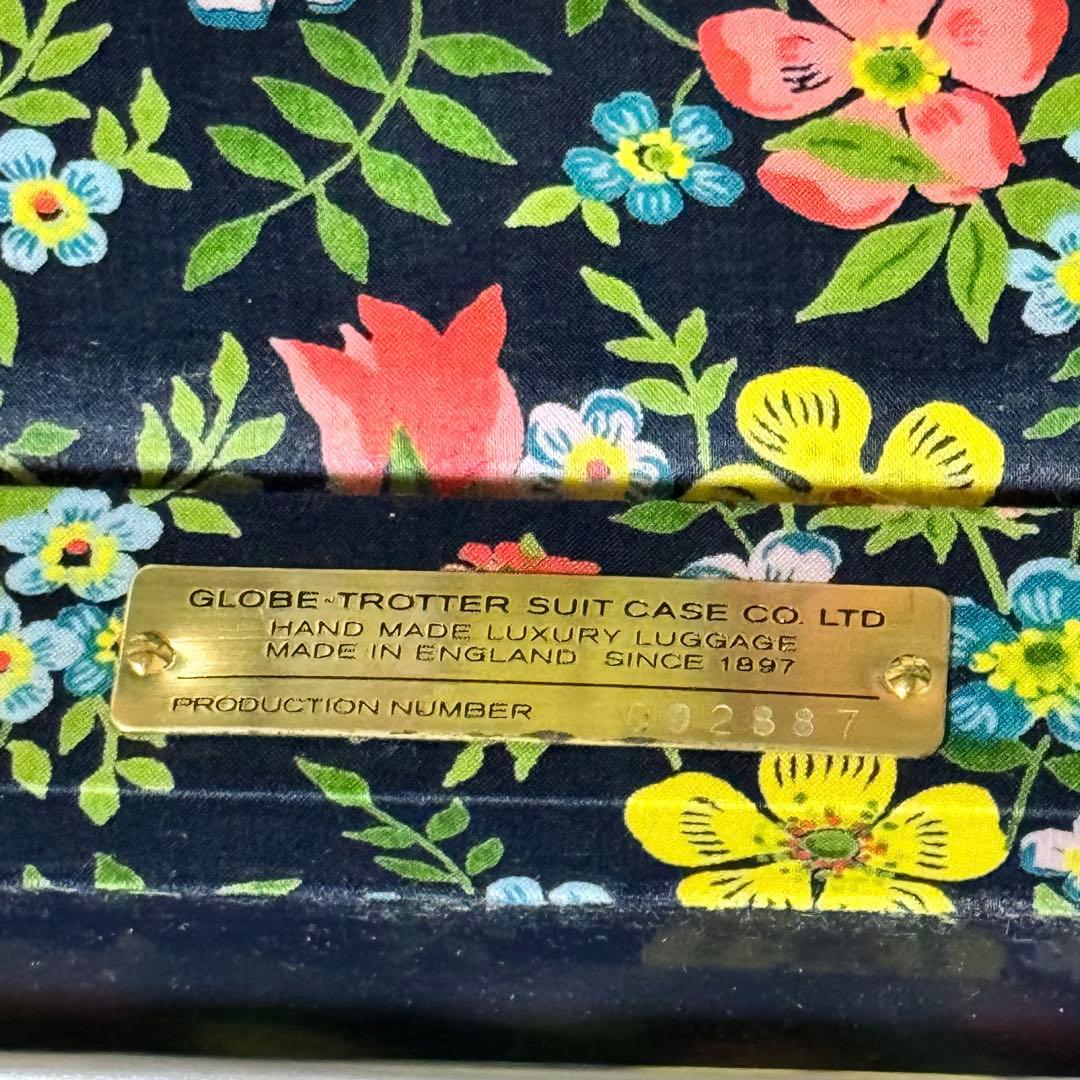 GLOBE-TROTTER SUIT CASE CO. LTD
HAND MADE LUXURY LUGGAGE
MADE IN ENGLAND SINCE 1897
PRODUCTION NUMBER